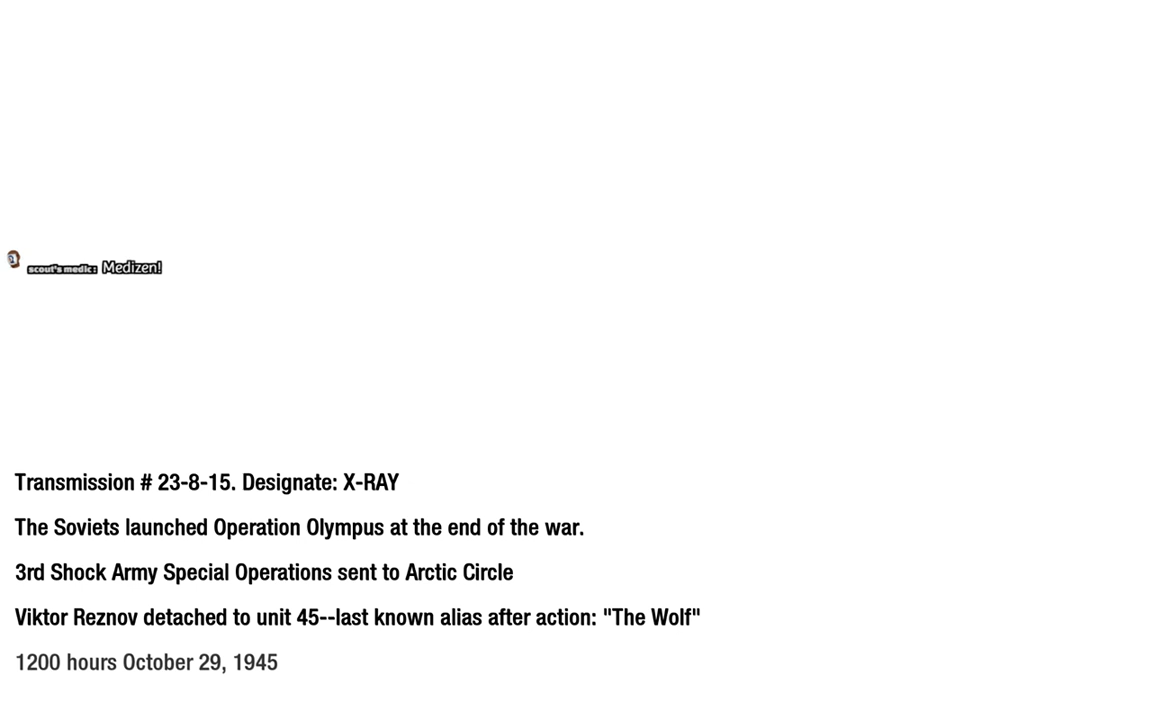 scout's medic: Medizen!
Transmission # 23-8-15. Designate: X-RAY
The Soviets launched Operation Olympus at the end of the war.
3rd Shock Army Special Operations sent to Arctic Circle
Viktor Reznov detached to unit 45--last known alias after action: "The Wolf"
1200 hours October 29, 1945